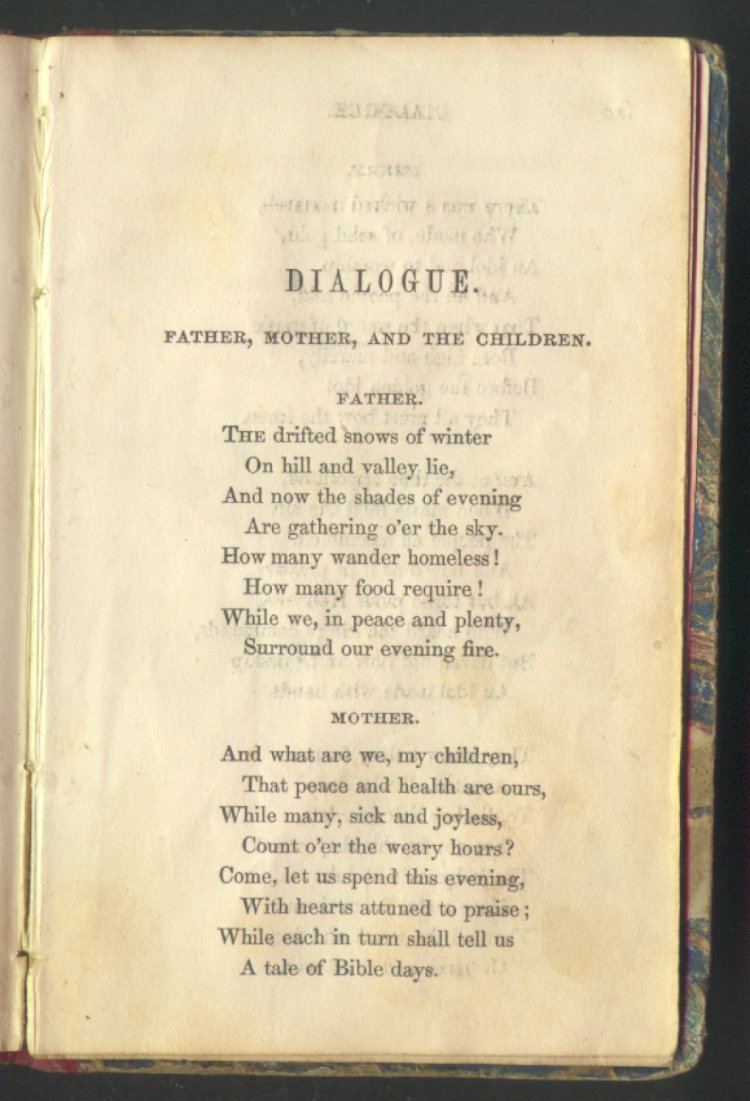 DIALOGUE.
FATHER, MOTHER, AND THE CHILDREN.
FATHER.
THE drifted snows of winter
On hill and valley lie,
And now the shades of evening
Are gathering o'er the sky.
How many wander homeless!
How many food require!
While we, in peace and plenty,
Surround our evening fire.
MOTHER.
And what are we, my children,
That peace and health are ours,
While many, sick and joyless,
Count o'er the weary hours?
Come, let us spend this evening,
With hearts attuned to praise;
While each in turn shall tell us
A tale of Bible days.